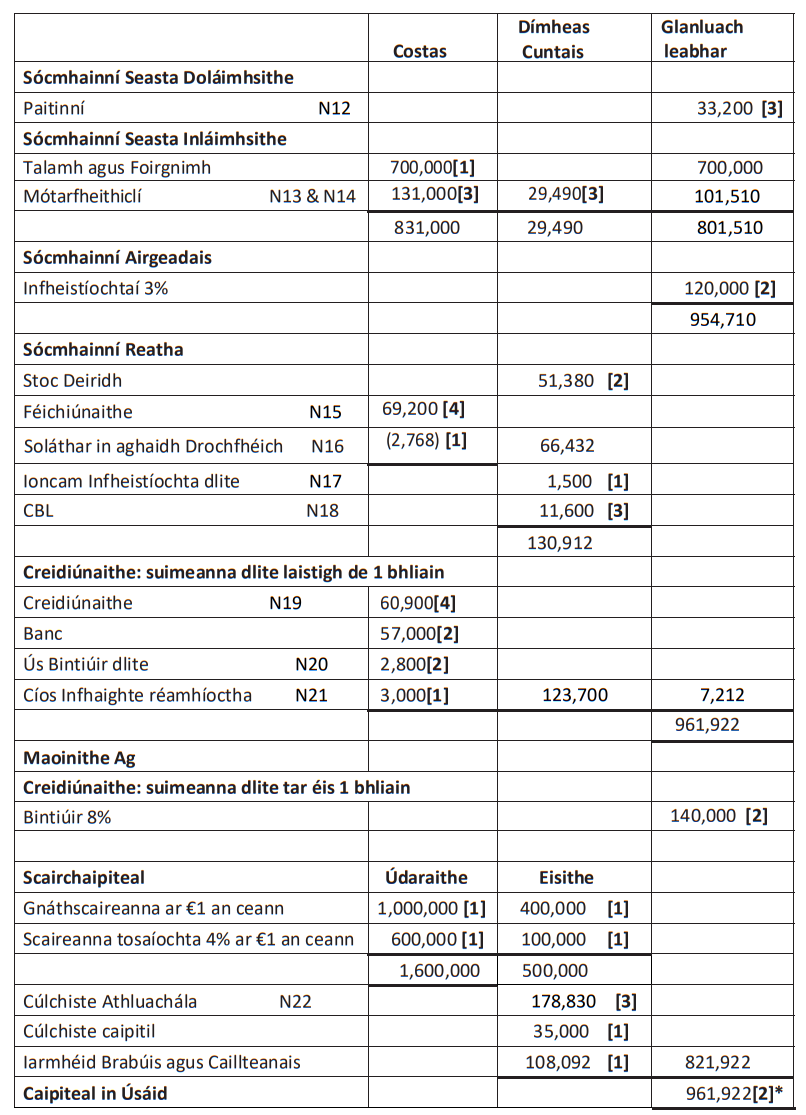 Costas Dímheas Cuntais Glanluach leabhar
Sócmhainní Seasta Doláimhsithe
Paitinní N12 33,200 [3]
Sócmhainní Seasta Inláimhsithe
Talamh agus Foirgnimh 700,000[1] 700,000
Mótarfheithiclí N13 & N14 131,000[3] 29,490[3] 101,510
831,000 29,490 801,510
Sócmhainní Airgeadais
Infheistíochtaí 3% 120,000 [2]
954,710
Sócmhainní Reatha
Stoc Deiridh 51,380 [2]
Féichiúnaithe N15 69,200 [4]
Soláthar in aghaidh Drochfhéich N16 (2,768) [1] 66,432
Ioncam Infheistíochta dlite N17 1,500 [1]
CBL N18 11,600 [3]
130,912
Creidiúnaithe: suimeanna dlite laistigh de 1 bhliain
Creidiúnaithe N19 60,900[4]
Banc 57,000[2]
Ús Bintiúir dlite N20 2,800[2]
Cíos Infhaighte réamhíoctha N21 3,000[1] 123,700 7,212
961,922
Maoinithe Ag
Creidiúnaithe: suimeanna dlite tar éis 1 bhliain
Bintiúir 8% 140,000 [2]
Scairchaipiteal Údaraithe Eisithe
Gnáthscaireanna ar €1 an ceann 1,000,000 [1] 400,000 [1]
Scaireanna tosaíochta 4% ar €1 an ceann 600,000 [1] 100,000 [1]
1,600,000 500,000
Cúlchiste Athluachála N22 178,830 [3]
Cúlchiste caipitil 35,000 [1]
Iarmhéid Brabúis agus Caillteanais 108,092 [1] 821,922
Caipiteal in Úsáid 961,922[2]*